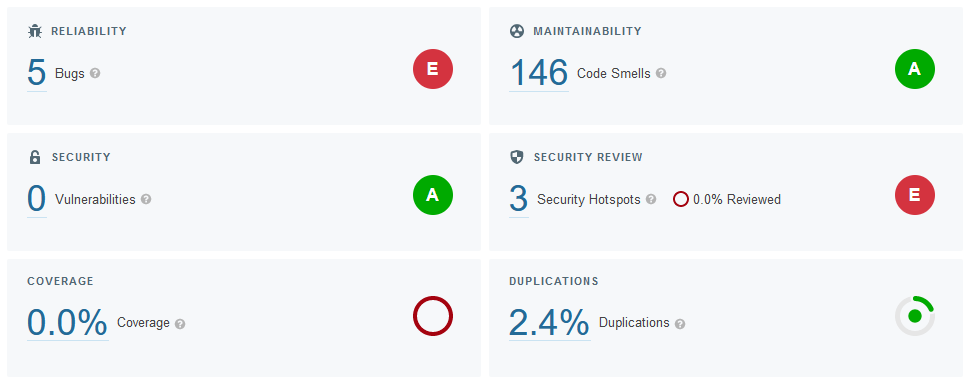 RELIABILITY
5 Bugs ?
E
MAINTAINABILITY
146 Code Smells ?
A
SECURITY
0 Vulnerabilities ?
A
SECURITY REVIEW
3 Security Hotspots ? 0.0% Reviewed
E
COVERAGE
0.0% Coverage ?
DUPLICATIONS
2.4% Duplications ?